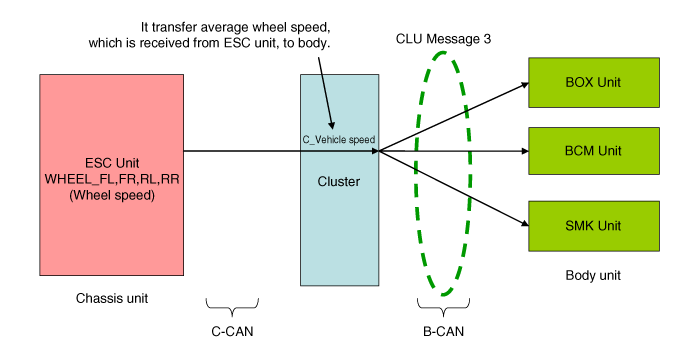 It transfer average wheel speed,
which is received from ESC unit, to body.
CLU Message 3
BOX Unit
C_Vehicle speed
BCM Unit
ESC Unit
WHEEL_FL,FR,RL,RR
(Wheel speed)
Cluster
SMK Unit
Body unit
Chassis unit
C-CAN
B-CAN